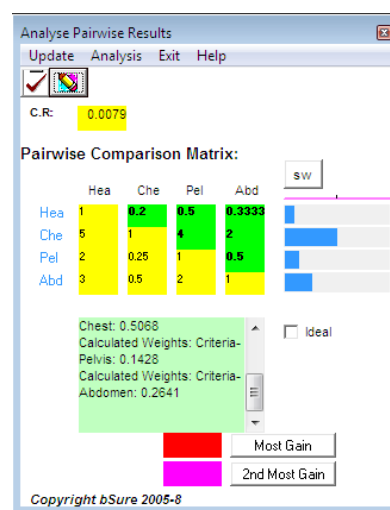 Analyse Pairwise Results
Update Analysis Exit Help
C.R: 0.0079
Pairwise Comparison Matrix:
sw
Hea Che Pel Abd
Hea 1 0.2 0.5 0.3333
Che 5 1 4 2
Pel 2 0.25 1 0.5
Abd 3 0.5 2 1
Chest: 0.5068
Calculated Weights: Criteria-
Pelvis: 0.1428
Calculated Weights: Criteria-
Abdomen: 0.2641
Ideal
Most Gain
2nd Most Gain
Copyright bSure 2005-8